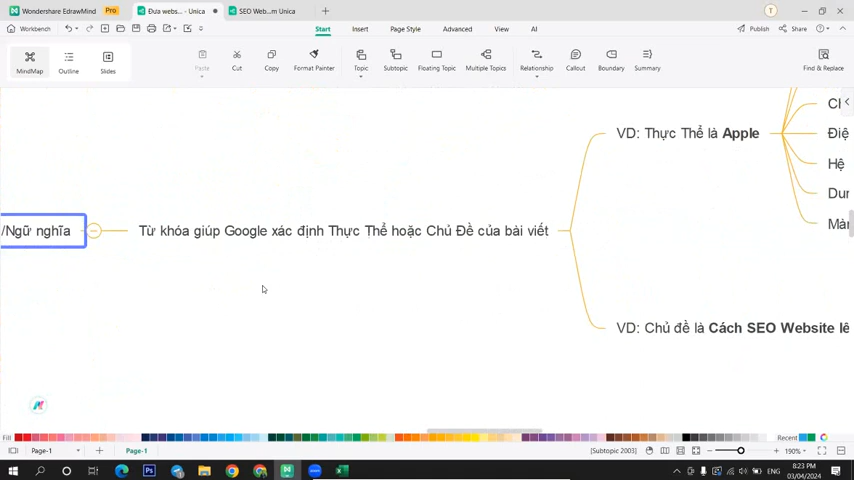 Wondershare EdrawMind Pro
Đưa webs... - Unica
SEO Web...m Unica
T
Workbench
Start Insert Page Style Advanced View AI
Publish Share
MindMap Outline Slides
Paste Cut Copy Format Painter Topic Subtopic Floating Topic Multiple Topics Relationship Callout Boundary Summary Find & Replace
VD: Thực Thể là Apple
Điệ
Hệ
/Ngữ nghĩa
Từ khóa giúp Google xác định Thực Thể hoặc Chủ Đề của bài viết
VD: Chủ đề là Cách SEO Website lê
Fill Recent
Page-1 Page-1 [Subtopic 2003] 190%
ENG
8:23 PM
03/04/2024